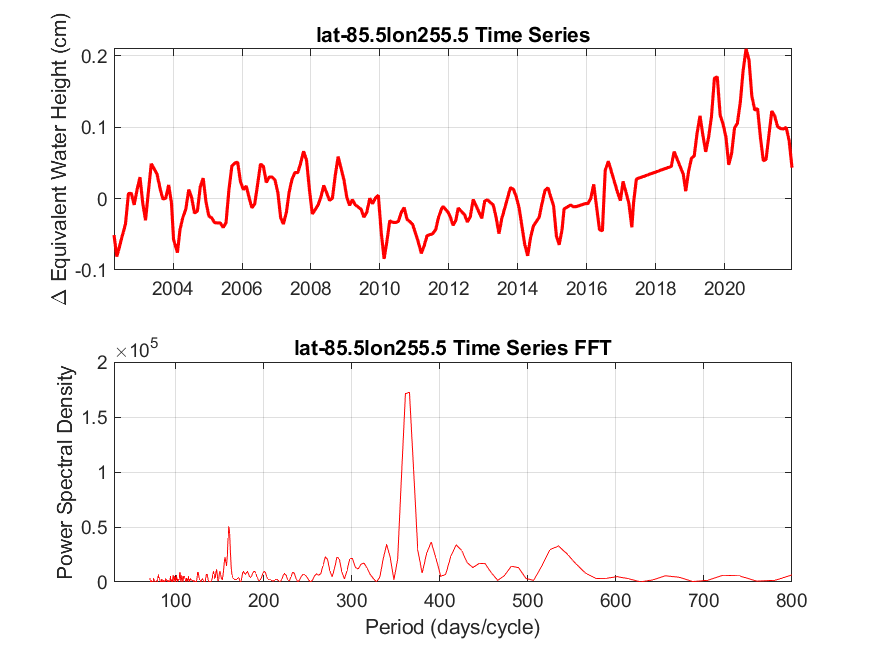 lat-85.5lon255.5 Time Series
Δ Equivalent Water Height (cm)
0.2
0.1
0
-0.1
2004 2006 2008 2010 2012 2014 2016 2018 2020
lat-85.5lon255.5 Time Series FFT
×10^5
Power Spectral Density
2
1.5
1
0.5
0
100 200 300 400 500 600 700 800
Period (days/cycle)